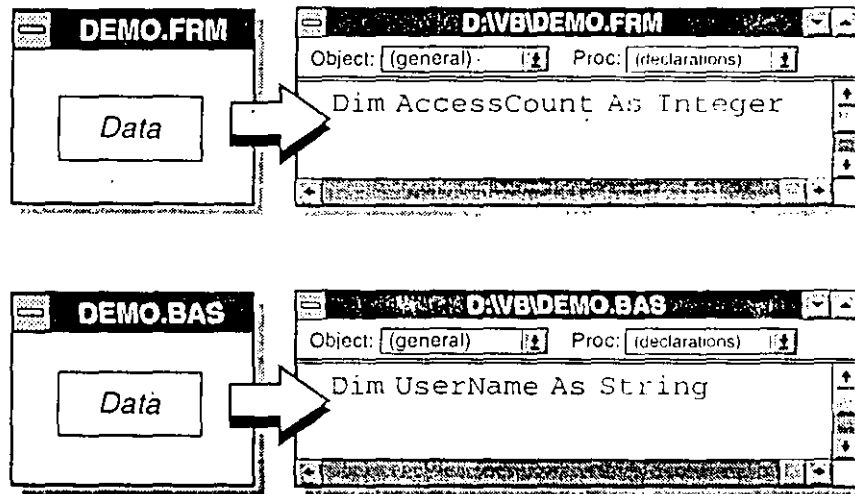 DEMO.FRM
Data
D:\VB\DEMO.FRM
Object: (general) Proc: (declarations)
Dim AccessCount As Integer
DEMO.BAS
Data
D:\VB\DEMO.BAS
Object: (general) Proc: (declarations)
Dim UserName As String